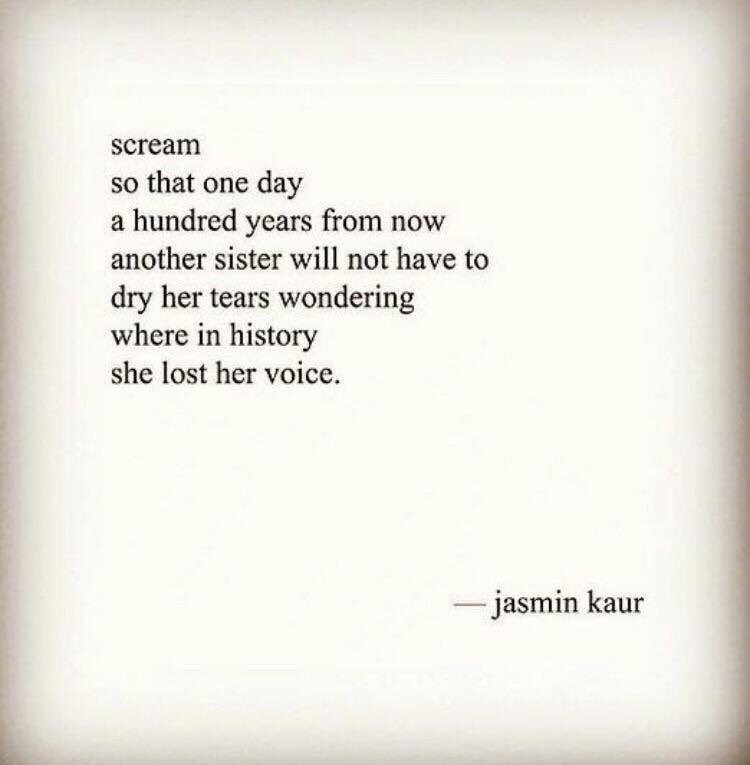 scream
so that one day
a hundred years from now
another sister will not have to
dry her tears wondering
where in history
she lost her voice.
— jasmin kaur